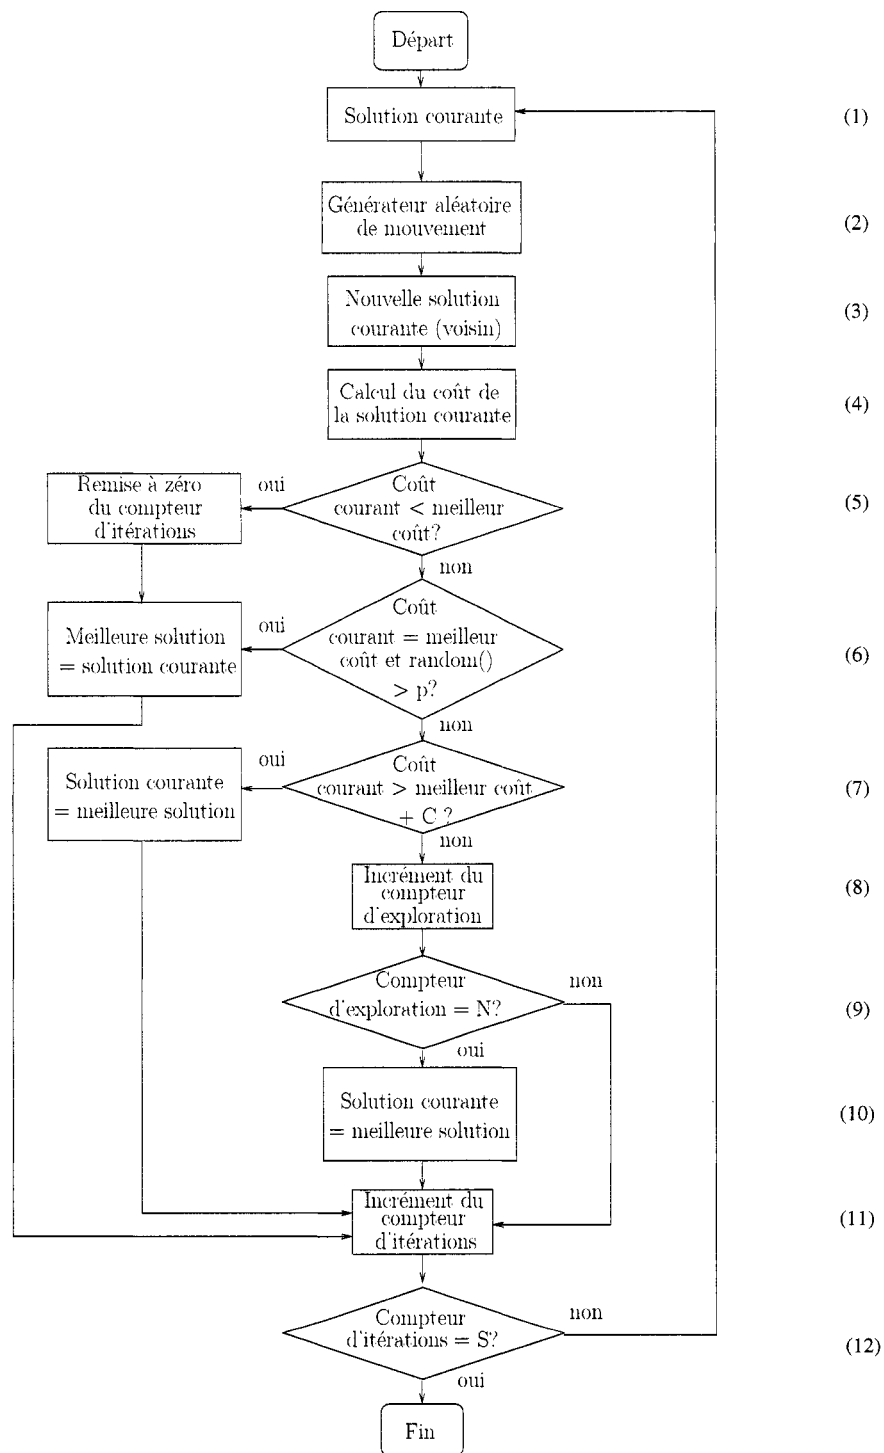 Départ
Solution courante
(1)
Générateur aléatoire
de mouvement
(2)
Nouvelle solution
courante (voisin)
(3)
Calcul du coût de
la solution courante
(4)
Remise à zéro
du compteur
d'itérations
oui
Coût
courant < meilleur
coût?
(5)
non
Meilleure solution
= solution courante
oui
Coût
courant = meilleur
coût et random()
> p?
(6)
non
Solution courante
= meilleure solution
oui
Coût
courant > meilleur coût
+ C ?
(7)
non
Incrément du
compteur
d'exploration
(8)
Compteur
d'exploration = N?
non
(9)
oui
Solution courante
= meilleure solution
(10)
Incrément du
compteur
d'itérations
(11)
Compteur
d'itérations = S?
non
(12)
oui
Fin